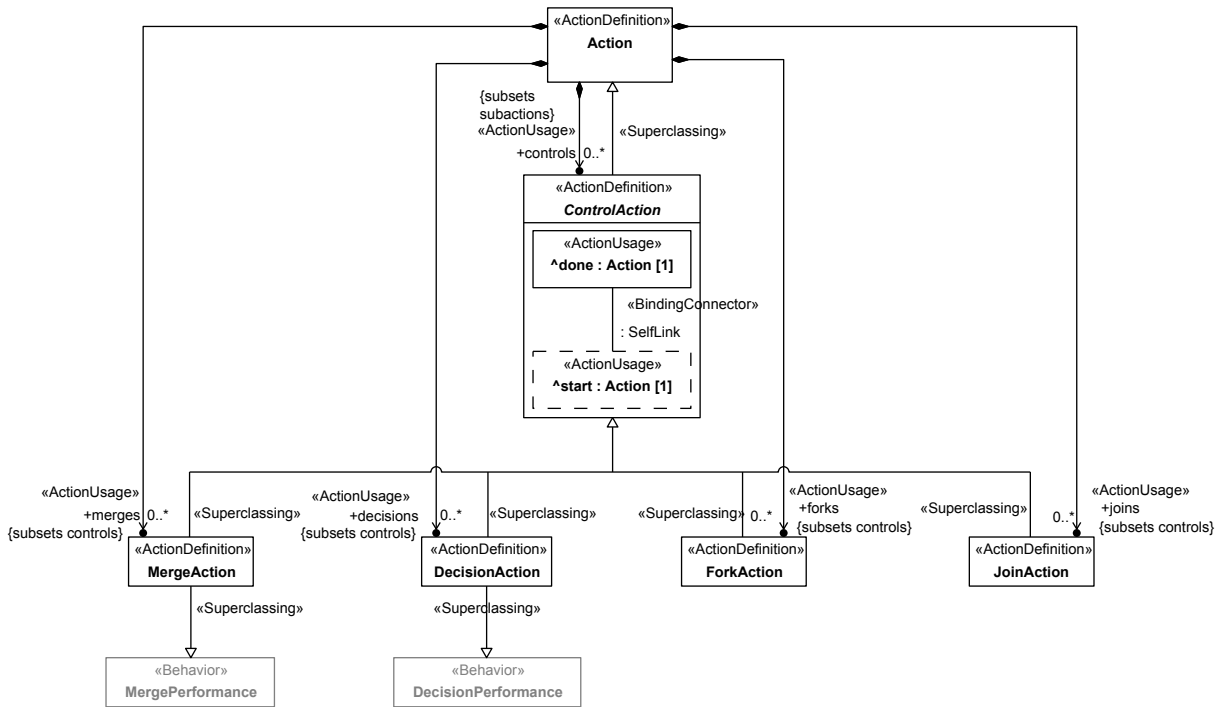 «ActionDefinition»
Action
{subsets
subactions}
«ActionUsage»
+controls
0..*
«Superclassing»
«ActionDefinition»
ControlAction
«ActionUsage»
^done : Action [1]
«BindingConnector»
: SelfLink
«ActionUsage»
^start : Action [1]
«ActionUsage»
+merges
0..*
{subsets controls}
«Superclassing»
«ActionUsage»
+decisions
0..*
{subsets controls}
«Superclassing»
«Superclassing»
0..*
«ActionUsage»
+forks
{subsets controls}
«Superclassing»
0..*
«ActionUsage»
+joins
{subsets controls}
«ActionDefinition»
MergeAction
«ActionDefinition»
DecisionAction
«ActionDefinition»
ForkAction
«ActionDefinition»
JoinAction
«Superclassing»
«Superclassing»
«Behavior»
MergePerformance
«Behavior»
DecisionPerformance